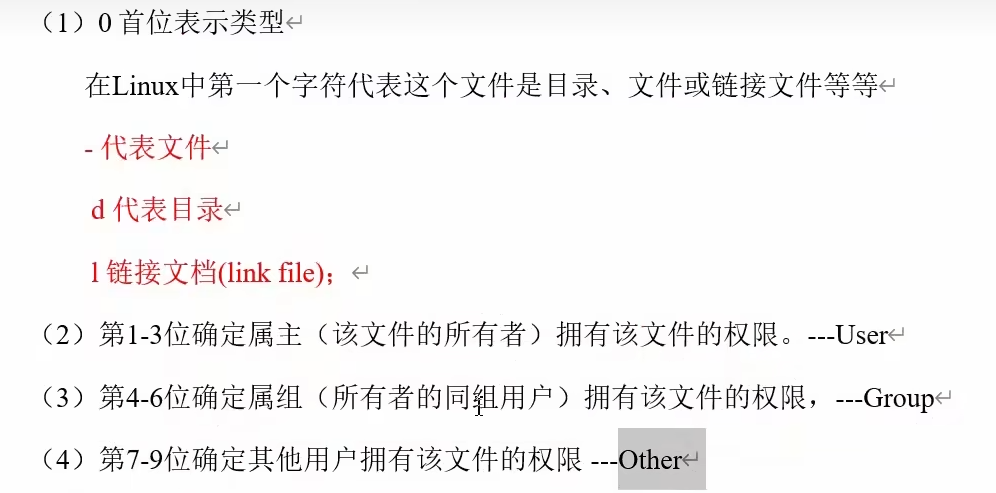 （1）0 首位表示类型
在Linux中第一个字符代表这个文件是目录、文件或链接文件等等
- 代表文件
d 代表目录
l 链接文档(link file)；
（2）第1-3位确定属主（该文件的所有者）拥有该文件的权限。---User
（3）第4-6位确定属组（所有者的同组用户）拥有该文件的权限，---Group
（4）第7-9位确定其他用户拥有该文件的权限 ---Other